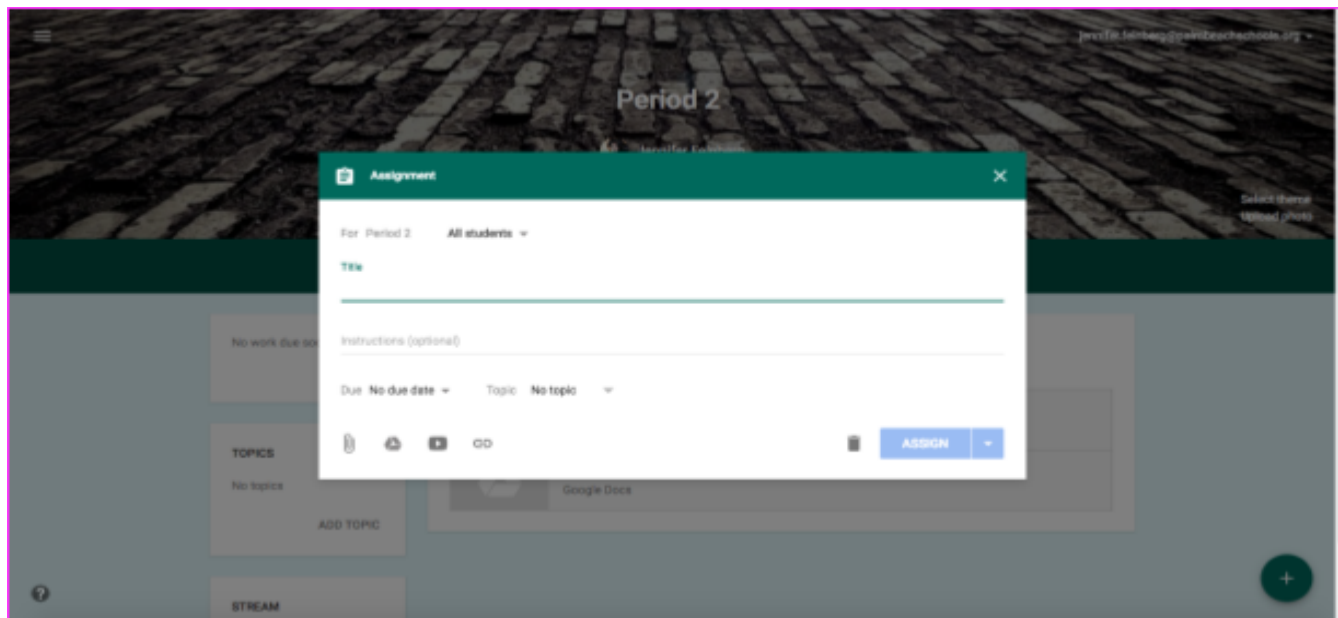 Period 2
Assignment
For Period 2 All students
Title
Instructions (optional)
Due No due date Topic No topic
ASSIGN
Select theme
Upload photo
No work due
TOPICS
No topics
ADD TOPIC
Google Docs
STREAM